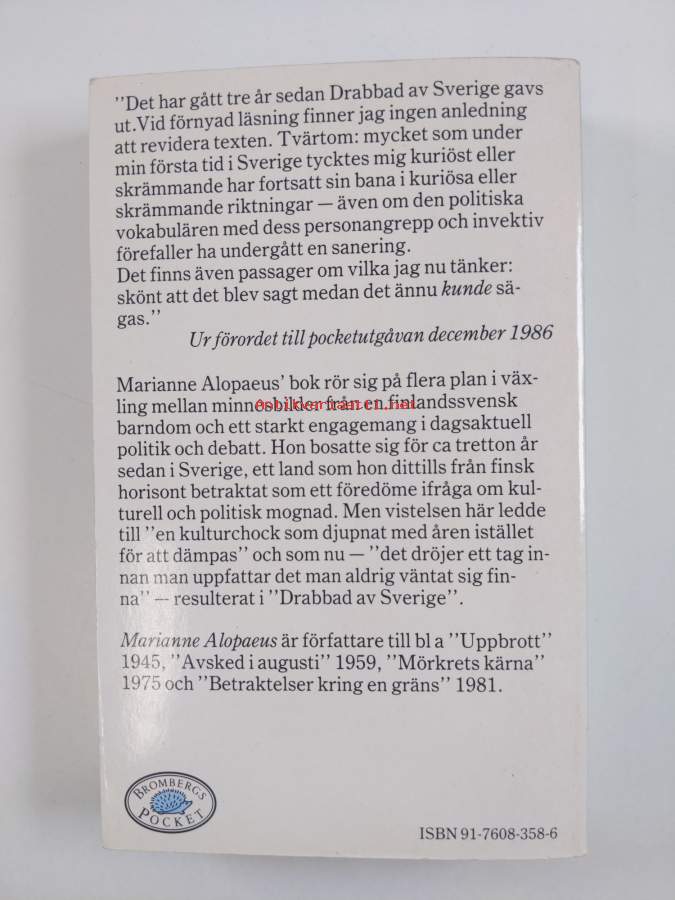 "Det har gått tre år sedan Drabbad av Sverige gavs
ut.Vid förnyad läsning finner jag ingen anledning
att revidera texten. Tvärtom: mycket som under
min första tid i Sverige tycktes mig kuriöst eller
skrämmande har fortsatt sin bana i kuriösa eller
skrämmande riktningar — även om den politiska
vokabulären med dess personangrepp och invektiv
förefaller ha undergått en sanering.
Det finns även passager om vilka jag nu tänker:
skönt att det blev sagt medan det ännu kunde sä-
gas."
Ur förordet till pocketutgåvan december 1986
Marianne Alopaeus' bok rör sig på flera plan i väx-
ling mellan minnesbilder från en finlandssvensk
barndom och ett starkt engagemang i dagsaktuell
politik och debatt. Hon bosatte sig för ca tretton år
sedan i Sverige, ett land som hon dittills från finsk
horisont betraktat som ett föredöme ifråga om kul-
turell och politisk mognad. Men vistelsen här ledde
till "en kulturchock som djupnat med åren istället
för att dämpas" och som nu — "det dröjer ett tag in-
nan man uppfattar det man aldrig väntat sig fin-
na" — resulterat i "Drabbad av Sverige".
Marianne Alopaeus är författare till bl a "Uppbrott"
1945, "Avsked i augusti" 1959, "Mörkrets kärna"
1975 och "Betraktelser kring en gräns" 1981.
BROMBERGS
POCKET
ISBN 91-7608-358-6